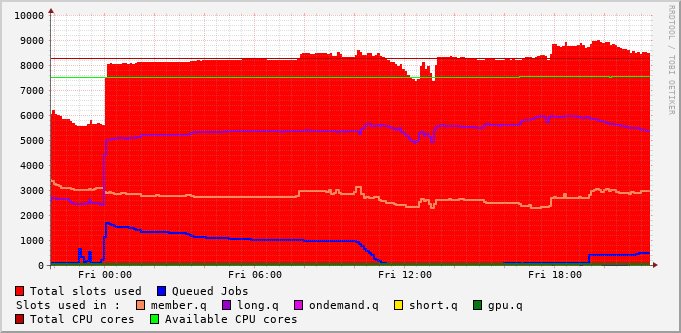 10000
9000
8000
7000
6000
5000
4000
3000
2000
1000
0
Fri 00:00 Fri 06:00 Fri 12:00 Fri 18:00
RRDTOOL / TOBI OETIKER
Total slots used Queued Jobs
Slots used in : member.q long.q ondemand.q short.q gpu.q
Total CPU cores Available CPU cores